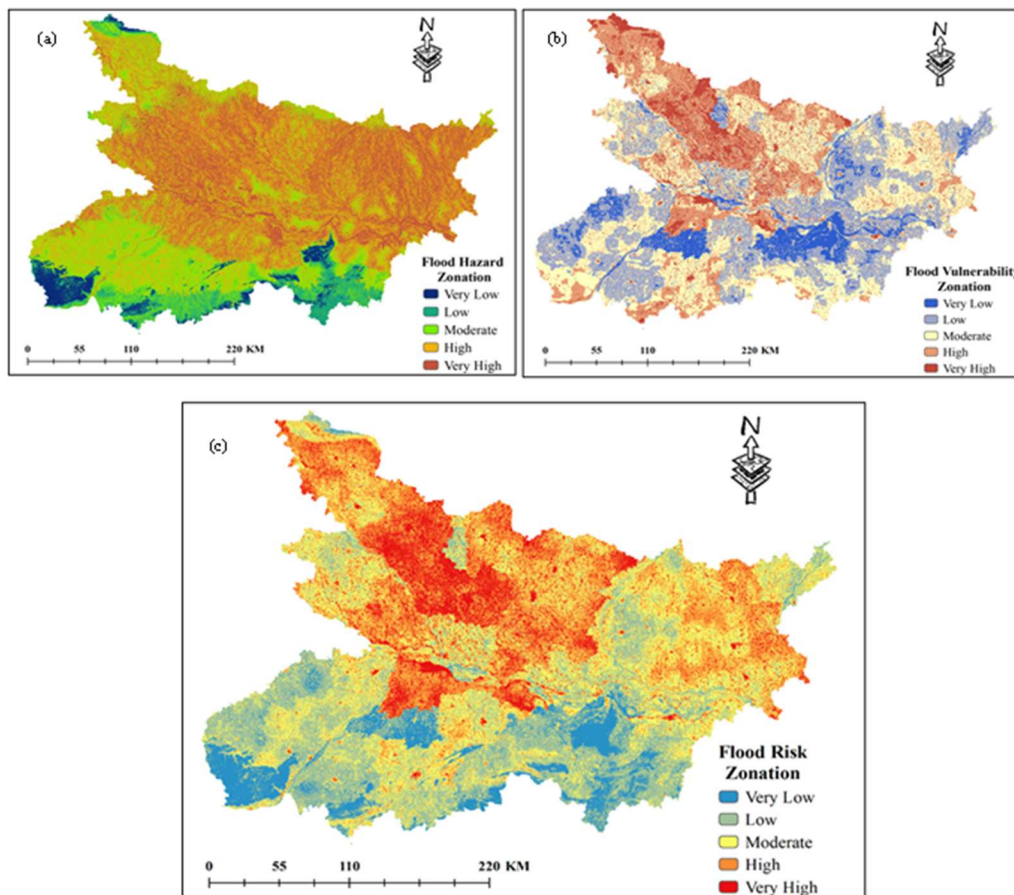 (a)
N
Flood Hazard
Zonation
Very Low
Low
Moderate
High
Very High
0 55 110 220 KM
(b)
N
Flood Vulnerability
Zonation
Very Low
Low
Moderate
High
Very High
0 55 110 220 KM
(c)
N
Flood Risk
Zonation
Very Low
Low
Moderate
High
Very High
0 55 110 220 KM